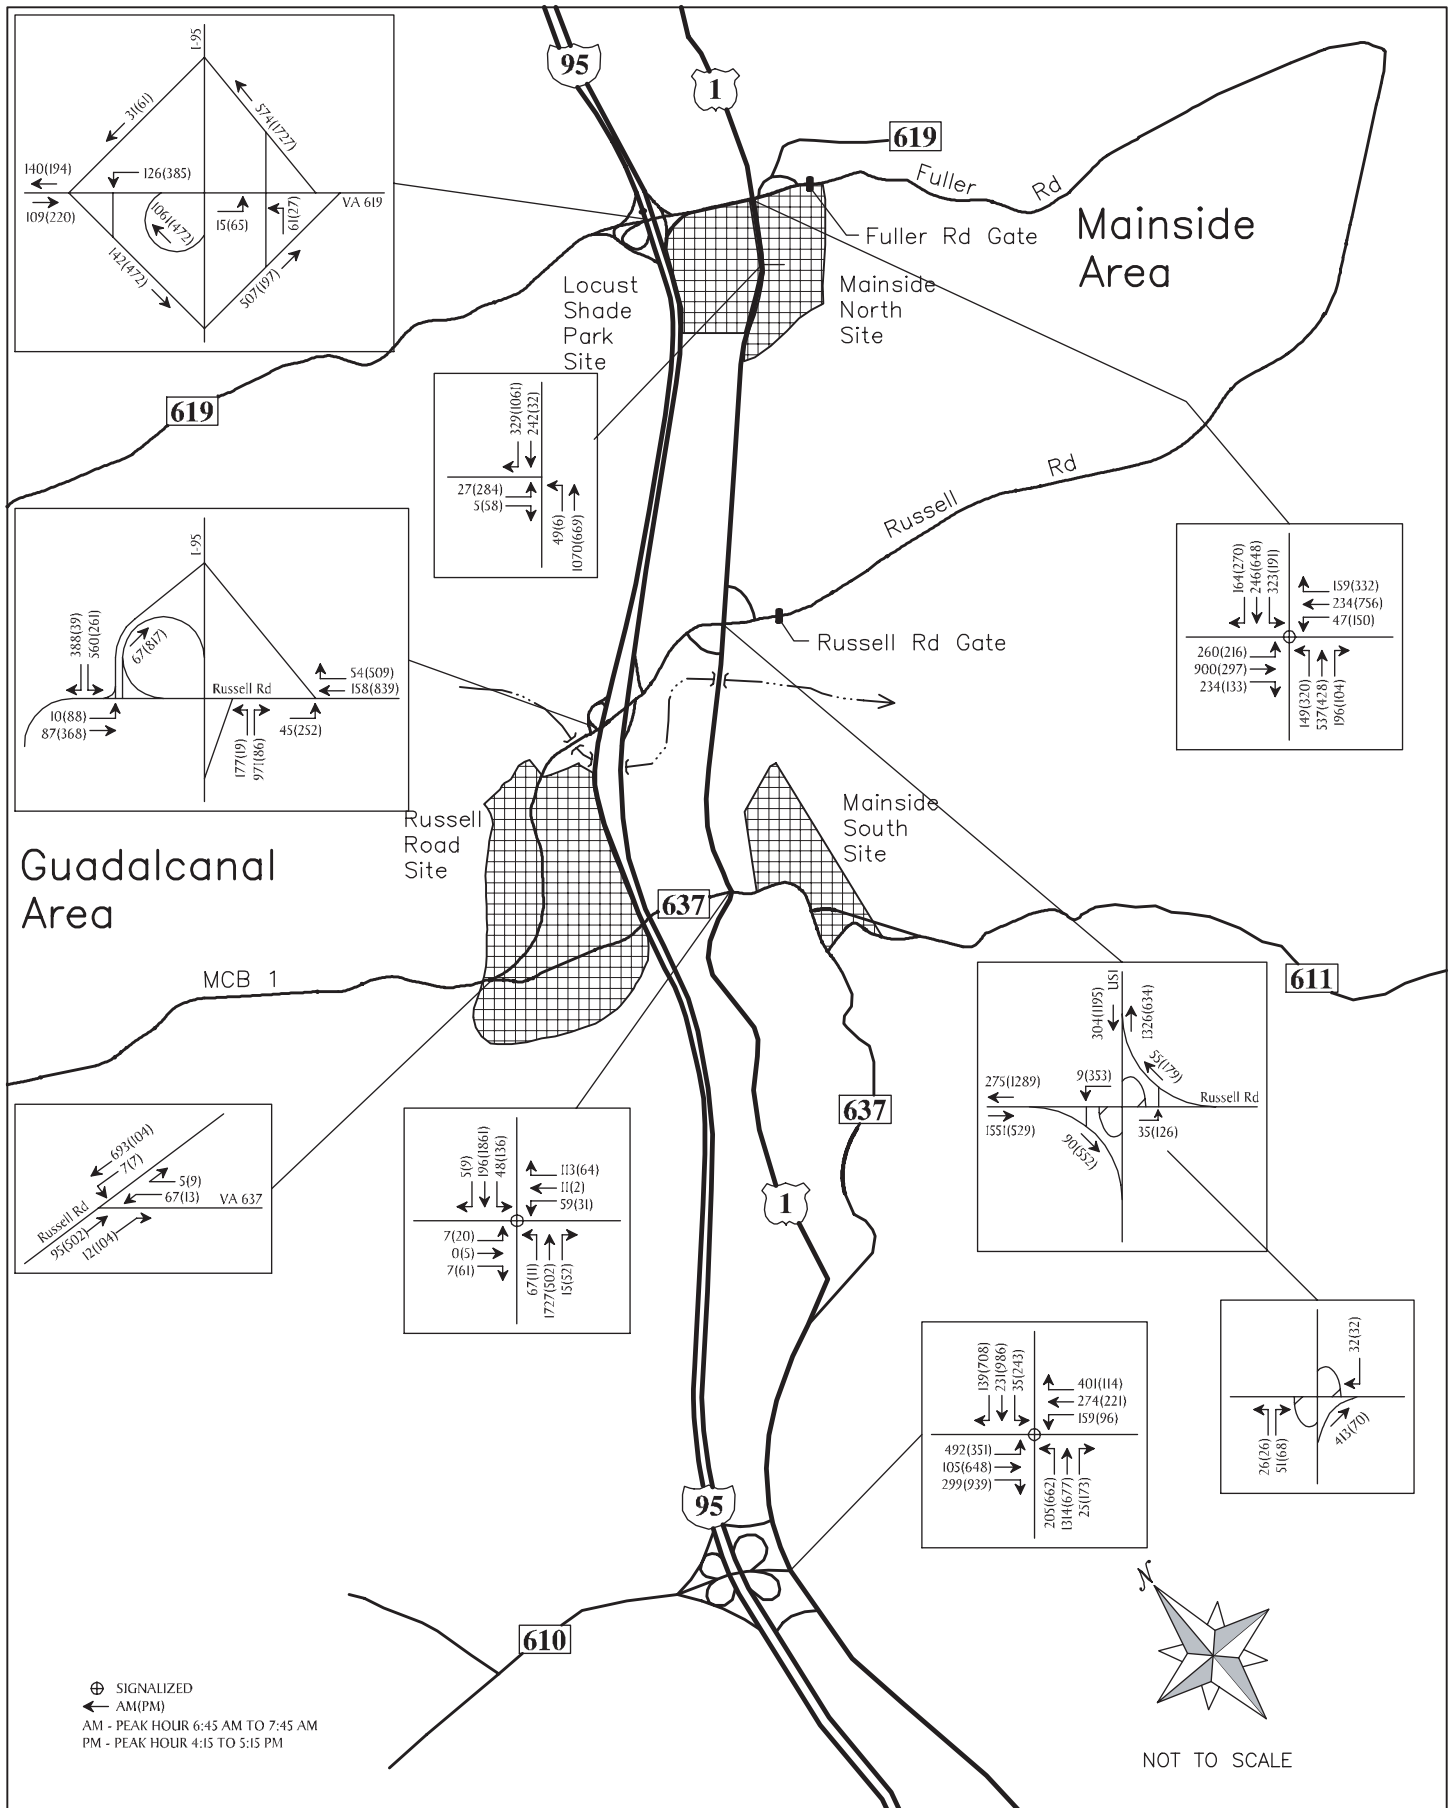 I-95
31(61)
574(1727)
140(194)
126(385)
109(220)
1061(472)
15(65)
61(27)
VA 619
142(472)
507(197)
95
1
619
Fuller Rd
Fuller Rd Gate
Mainside
Area
Locust
Shade
Park
Site
Mainside
North
Site
619
329(1061)
242(32)
27(284)
5(58)
49(6)
1070(669)
Russell Rd
164(270)
246(648)
323(191)
159(332)
234(756)
47(150)
260(216)
900(297)
234(133)
149(320)
537(428)
196(104)
I-95
388(39)
560(261)
67(817)
Russell Rd
54(509)
158(839)
10(88)
87(368)
177(19)
971(86)
45(252)
Russell Rd Gate
Russell
Road
Site
Mainside
South
Site
Guadalcanal
Area
637
MCB 1
611
US1
304(1195)
1326(634)
55(179)
275(1289)
9(353)
Russell Rd
1551(529)
35(126)
90(552)
693(104)
7(7)
5(9)
67(13)
VA 637
Russell Rd
95(502)
12(104)
5(9)
196(1861)
48(136)
113(64)
11(2)
59(31)
7(20)
0(5)
7(61)
67(11)
1727(502)
15(52)
637
1
32(32)
26(26)
51(68)
413(70)
139(708)
231(986)
35(243)
401(114)
274(221)
159(96)
492(351)
105(648)
299(939)
205(662)
1314(677)
25(173)
95
610
N
SIGNALIZED
AM(PM)
AM - PEAK HOUR 6:45 AM TO 7:45 AM
PM - PEAK HOUR 4:15 TO 5:15 PM
NOT TO SCALE